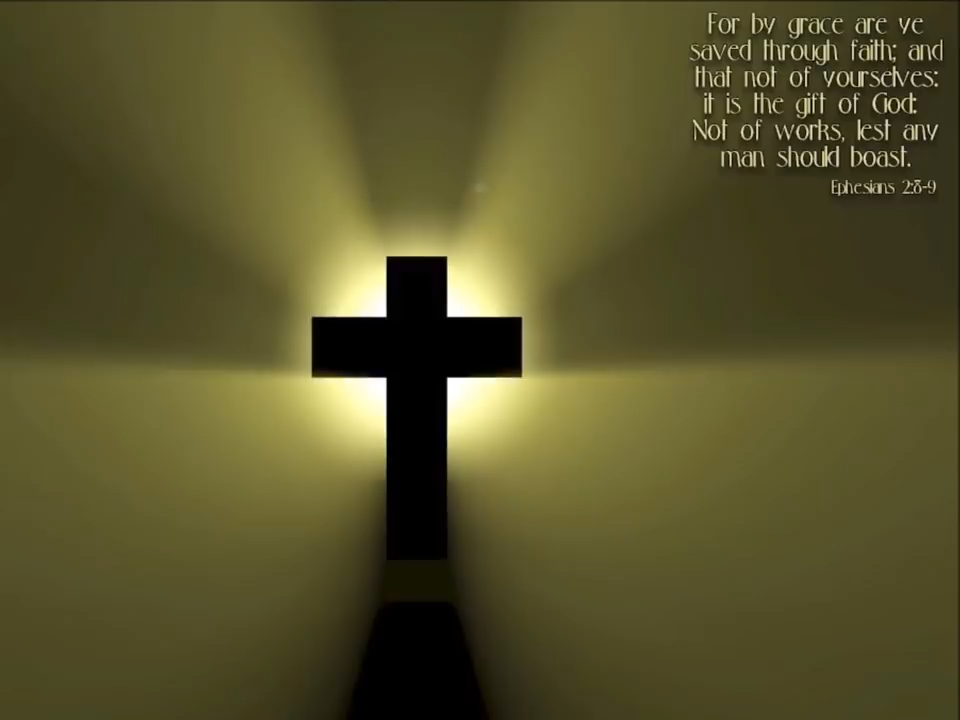 For by grace are ye
saved through faith; and
that not of yourselves:
it is the gift of God:
Not of works, lest any
man should boast.
Ephesians 2:8-9